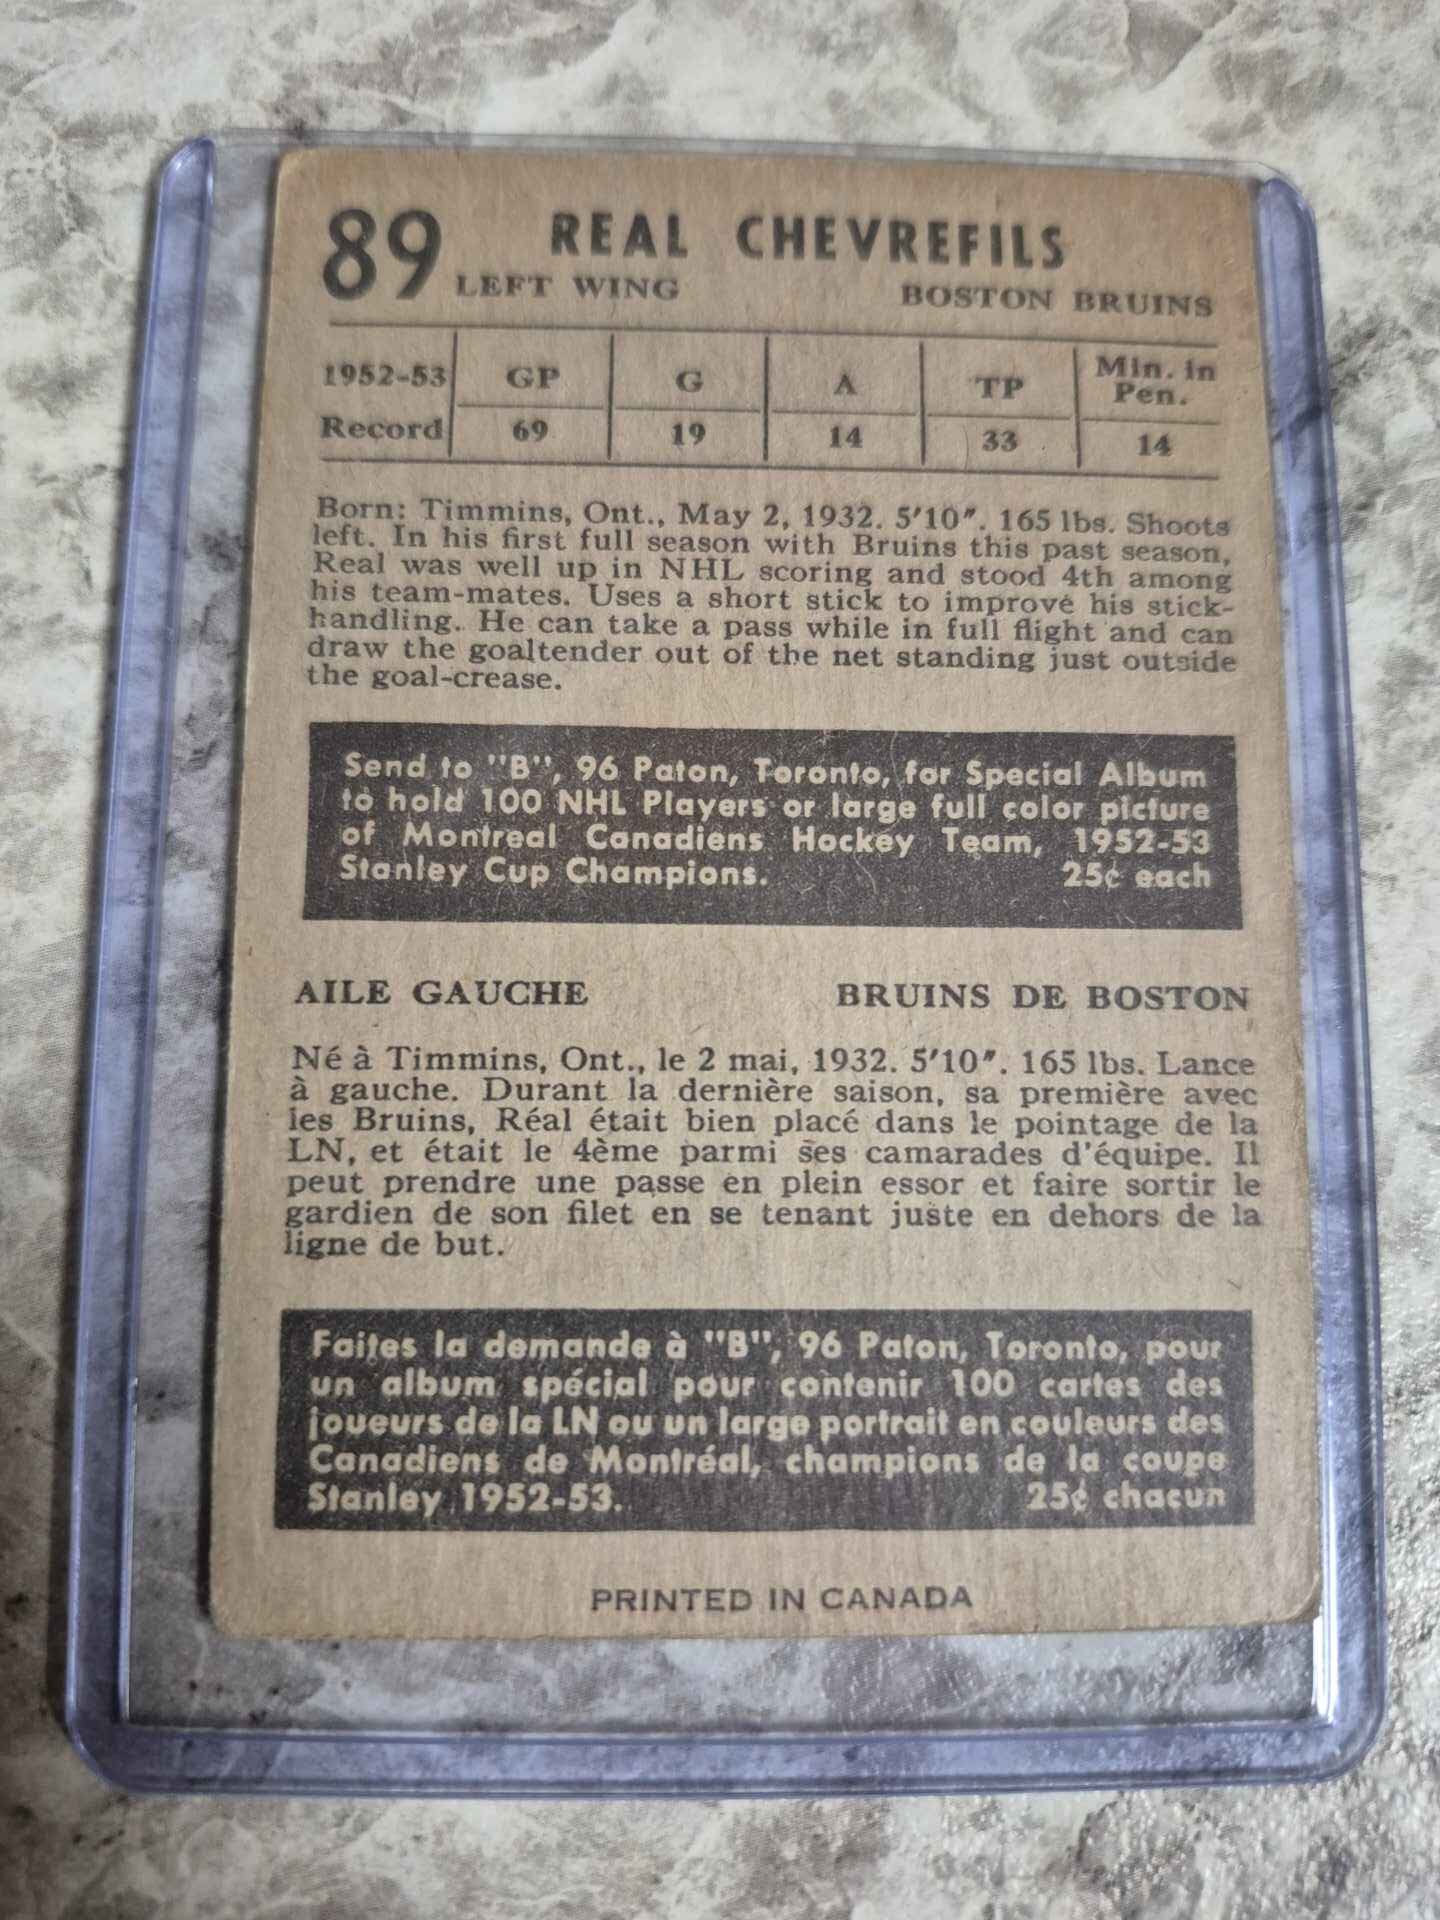 89 REAL CHEVREFILS
LEFT WING BOSTON BRUINS
1952-53 GP G A TP Min. in Pen.
Record 69 19 14 33 14
Born: Timmins, Ont., May 2, 1932. 5'10". 165 lbs. Shoots
left. In his first full season with Bruins this past season,
Real was well up in NHL scoring and stood 4th among
his team-mates. Uses a short stick to improve his stick-
handling. He can take a pass while in full flight and can
draw the goaltender out of the net standing just outside
the goal-crease.
Send to "B", 96 Paton, Toronto, for Special Album
to hold 100 NHL Players or large full color picture
of Montreal Canadiens Hockey Team, 1952-53
Stanley Cup Champions. 25¢ each
AILE GAUCHE BRUINS DE BOSTON
Né à Timmins, Ont., le 2 mai, 1932. 5'10". 165 lbs. Lance
à gauche. Durant la dernière saison, sa première avec
les Bruins, Réal était bien placé dans le pointage de la
LN, et était le 4ème parmi ses camarades d'équipe. Il
peut prendre une passe en plein essor et faire sortir le
gardien de son filet en se tenant juste en dehors de la
ligne de but.
Faites la demande à "B", 96 Paton, Toronto, pour
un album spécial pour contenir 100 cartes des
joueurs de la LN ou un large portrait en couleurs des
Canadiens de Montréal, champions de la coupe
Stanley 1952-53. 25¢ chacun
PRINTED IN CANADA